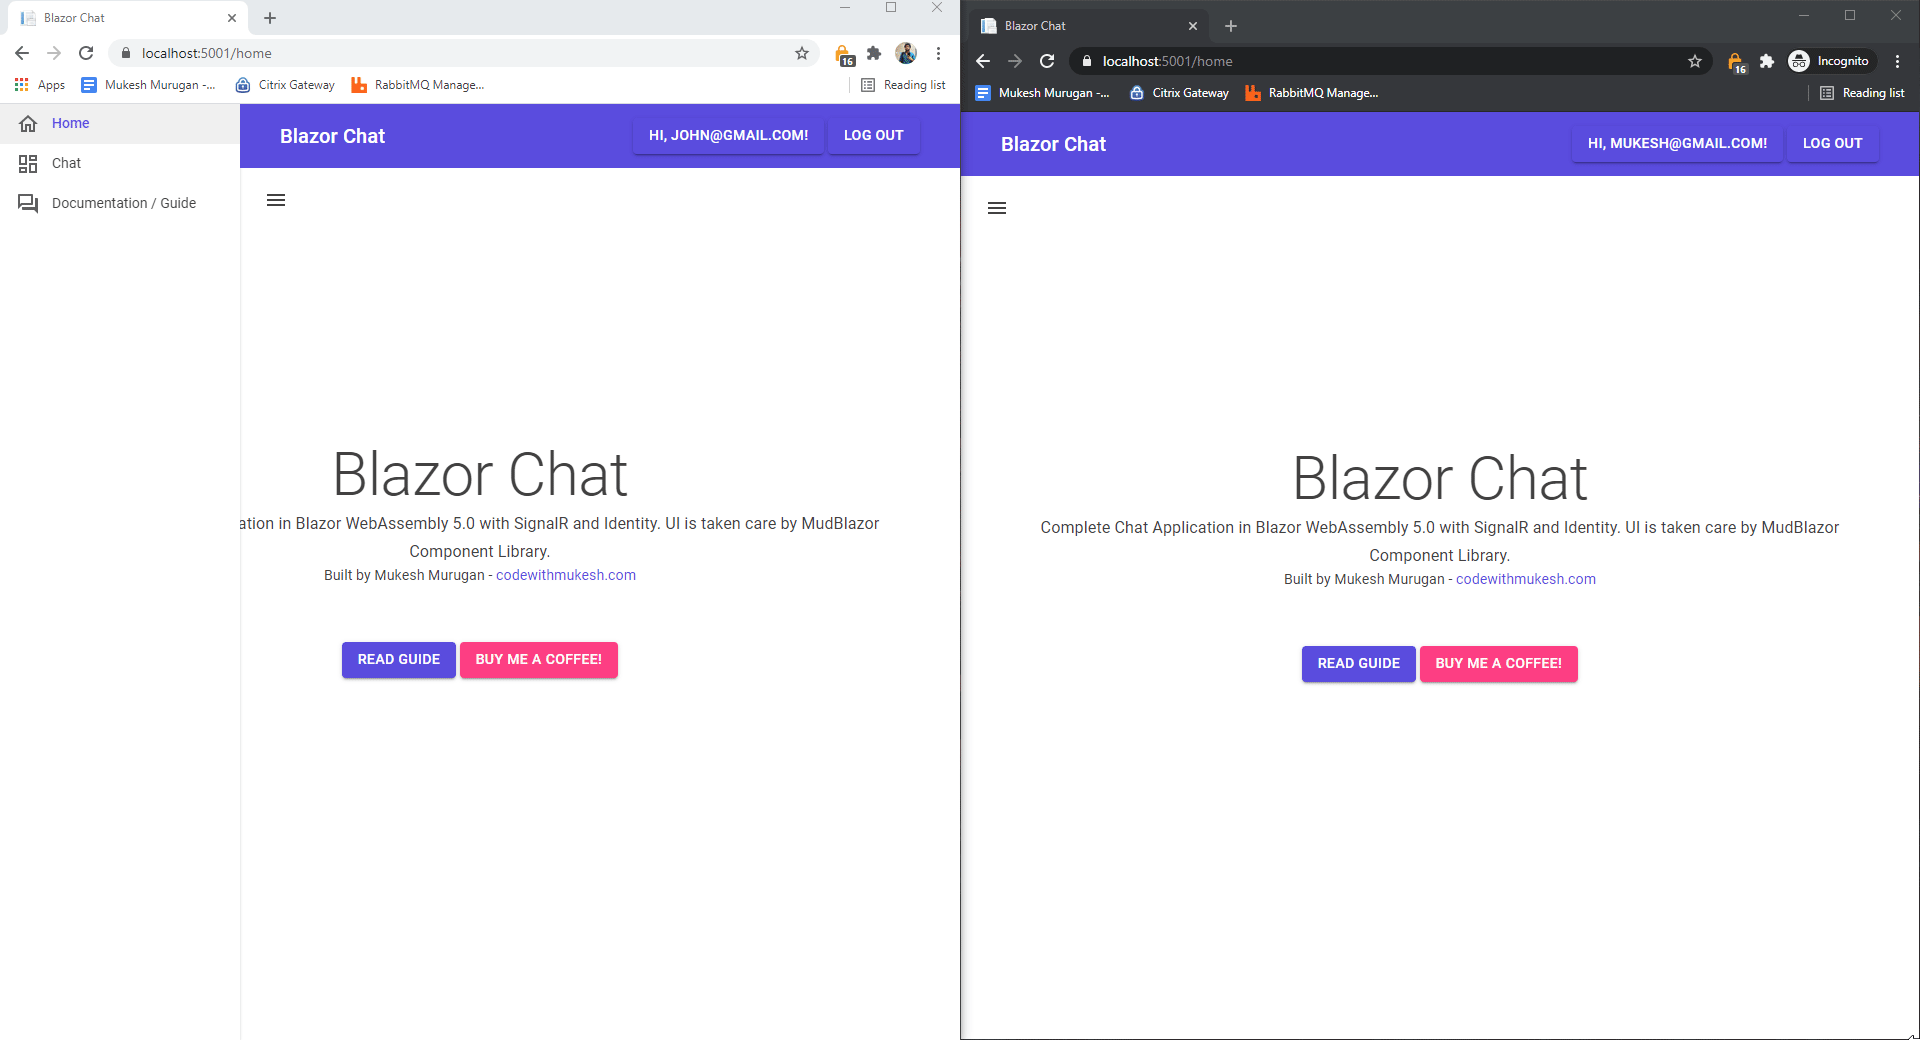 Blazor Chat
localhost:5001/home
16
Apps
Mukesh Murugan -...
Citrix Gateway
RabbitMQ Manage...
Reading list
Home
Chat
Documentation / Guide
Blazor Chat
HI, JOHN@GMAIL.COM!
LOG OUT
Blazor Chat
ation in Blazor WebAssembly 5.0 with SignalR and Identity. UI is taken care by MudBlazor
Component Library.
Built by Mukesh Murugan - codewithmukesh.com
READ GUIDE
BUY ME A COFFEE!
Blazor Chat
localhost:5001/home
16
Incognito
Mukesh Murugan -...
Citrix Gateway
RabbitMQ Manage...
Reading list
Blazor Chat
HI, MUKESH@GMAIL.COM!
LOG OUT
Blazor Chat
Complete Chat Application in Blazor WebAssembly 5.0 with SignalR and Identity. UI is taken care by MudBlazor
Component Library.
Built by Mukesh Murugan - codewithmukesh.com
READ GUIDE
BUY ME A COFFEE!